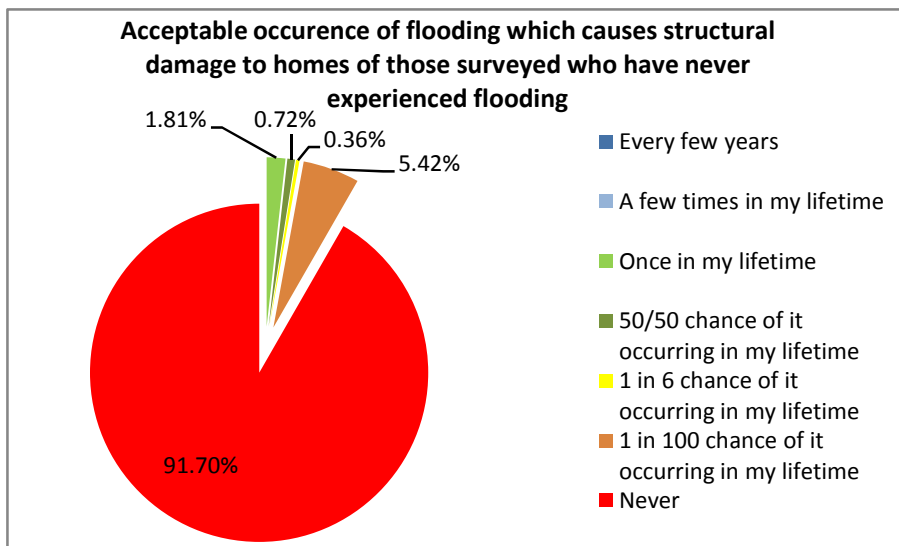 Acceptable occurence of flooding which causes structural
damage to homes of those surveyed who have never
experienced flooding
1.81%
0.72%
0.36%
5.42%
91.70%
Every few years
A few times in my lifetime
Once in my lifetime
50/50 chance of it
occurring in my lifetime
1 in 6 chance of it
occurring in my lifetime
1 in 100 chance of it
occurring in my lifetime
Never